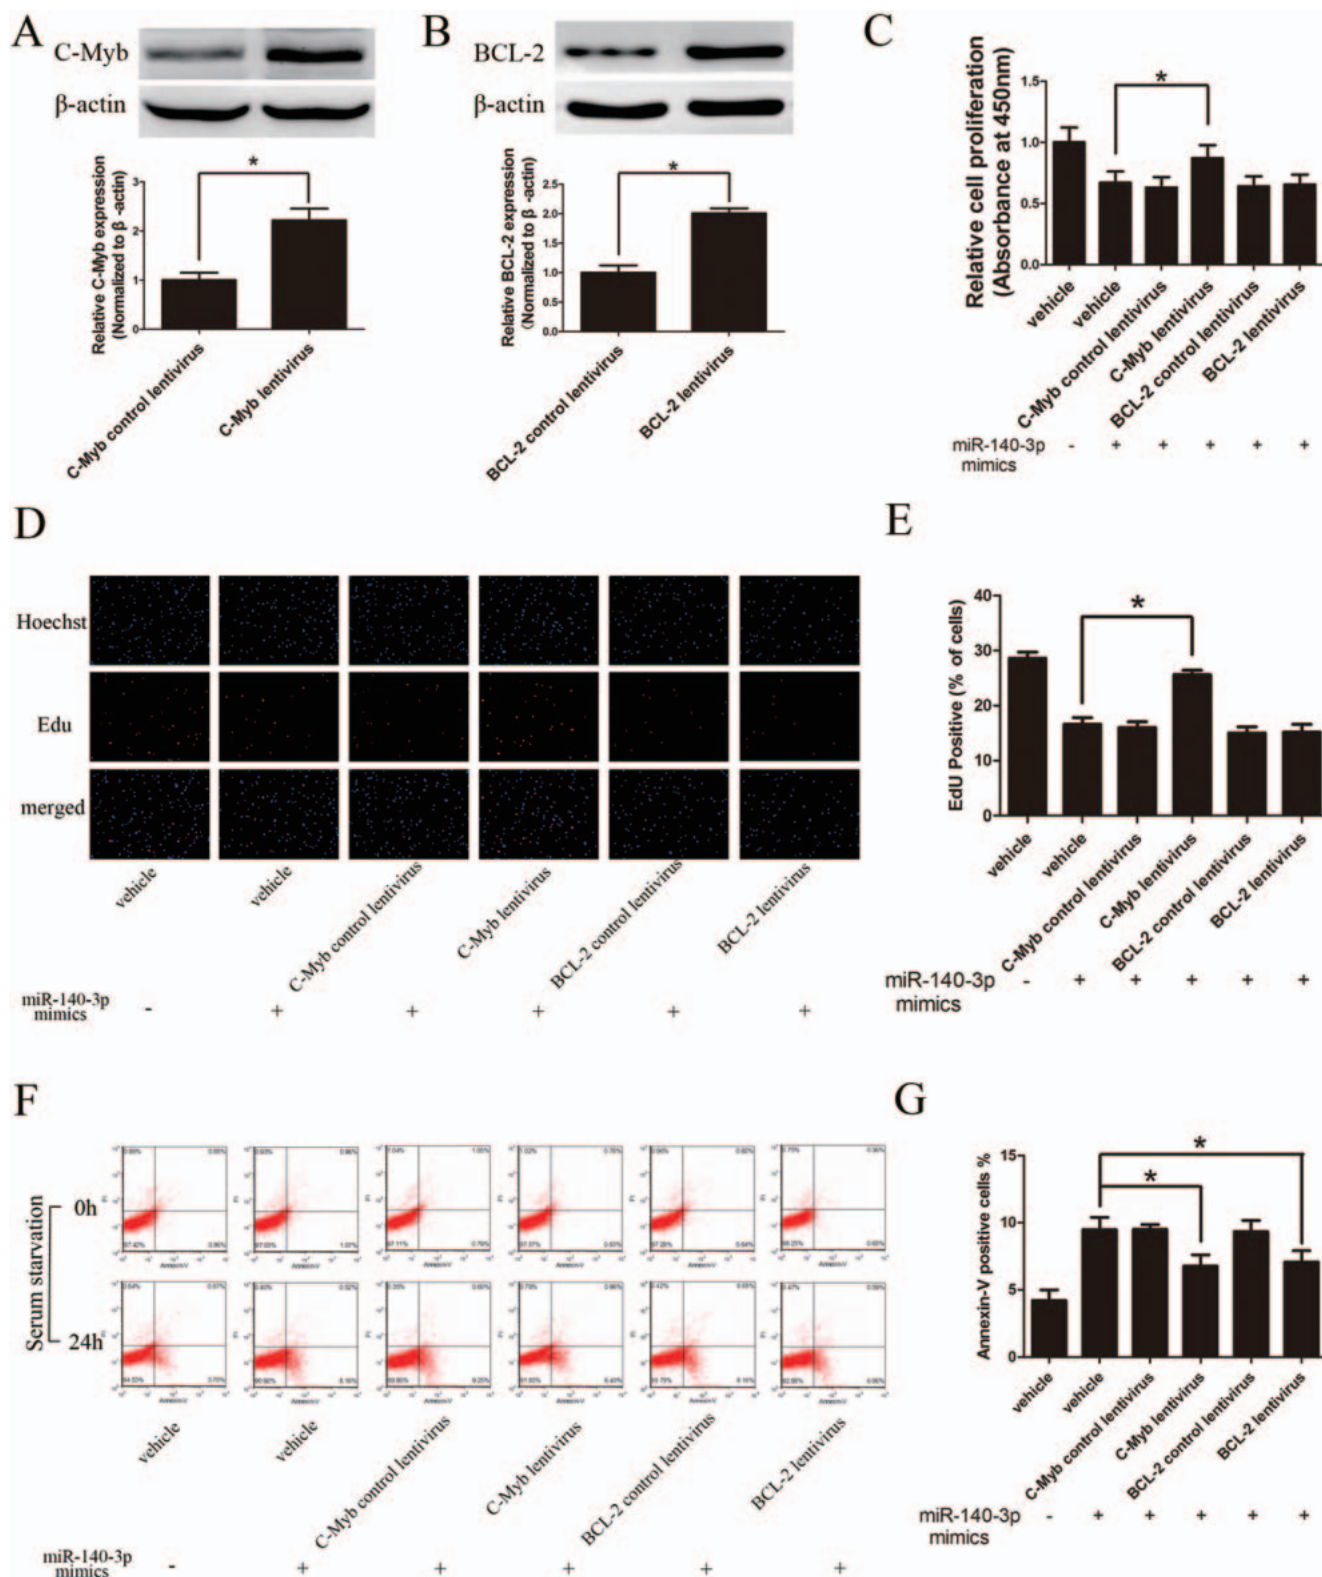 A
C-Myb
β-actin
Relative C-Myb expression
(Normalized to β -actin)
3
2
1
0
*
C-Myb control lentivirus
C-Myb lentivirus
B
BCL-2
β-actin
Relative BCL-2 expression
(Normalized to β -actin)
2.5
2.0
1.5
1.0
0.5
0.0
*
BCL-2 control lentivirus
BCL-2 lentivirus
C
Relative cell proliferation
(Absorbance at 450nm)
1.5
1.0
0.5
0.0
*
vehicle
vehicle
C-Myb control lentivirus
C-Myb lentivirus
BCL-2 control lentivirus
BCL-2 lentivirus
miR-140-3p
mimics
- + + + + +
D
Hoechst
Edu
merged
vehicle
vehicle
C-Myb control lentivirus
C-Myb lentivirus
BCL-2 control lentivirus
BCL-2 lentivirus
miR-140-3p
mimics
- + + + + +
E
EdU Positive (% of cells)
40
30
20
10
0
*
vehicle
vehicle
C-Myb control lentivirus
C-Myb lentivirus
BCL-2 control lentivirus
BCL-2 lentivirus
miR-140-3p
mimics
- + + + + +
F
Serum starvation
0h
24h
vehicle
vehicle
C-Myb control lentivirus
C-Myb lentivirus
BCL-2 control lentivirus
BCL-2 lentivirus
miR-140-3p
mimics
- + + + + +
G
Annexin-V positive cells %
15
10
5
0
*
*
vehicle
vehicle
C-Myb control lentivirus
C-Myb lentivirus
BCL-2 control lentivirus
BCL-2 lentivirus
miR-140-3p
mimics
- + + + + +